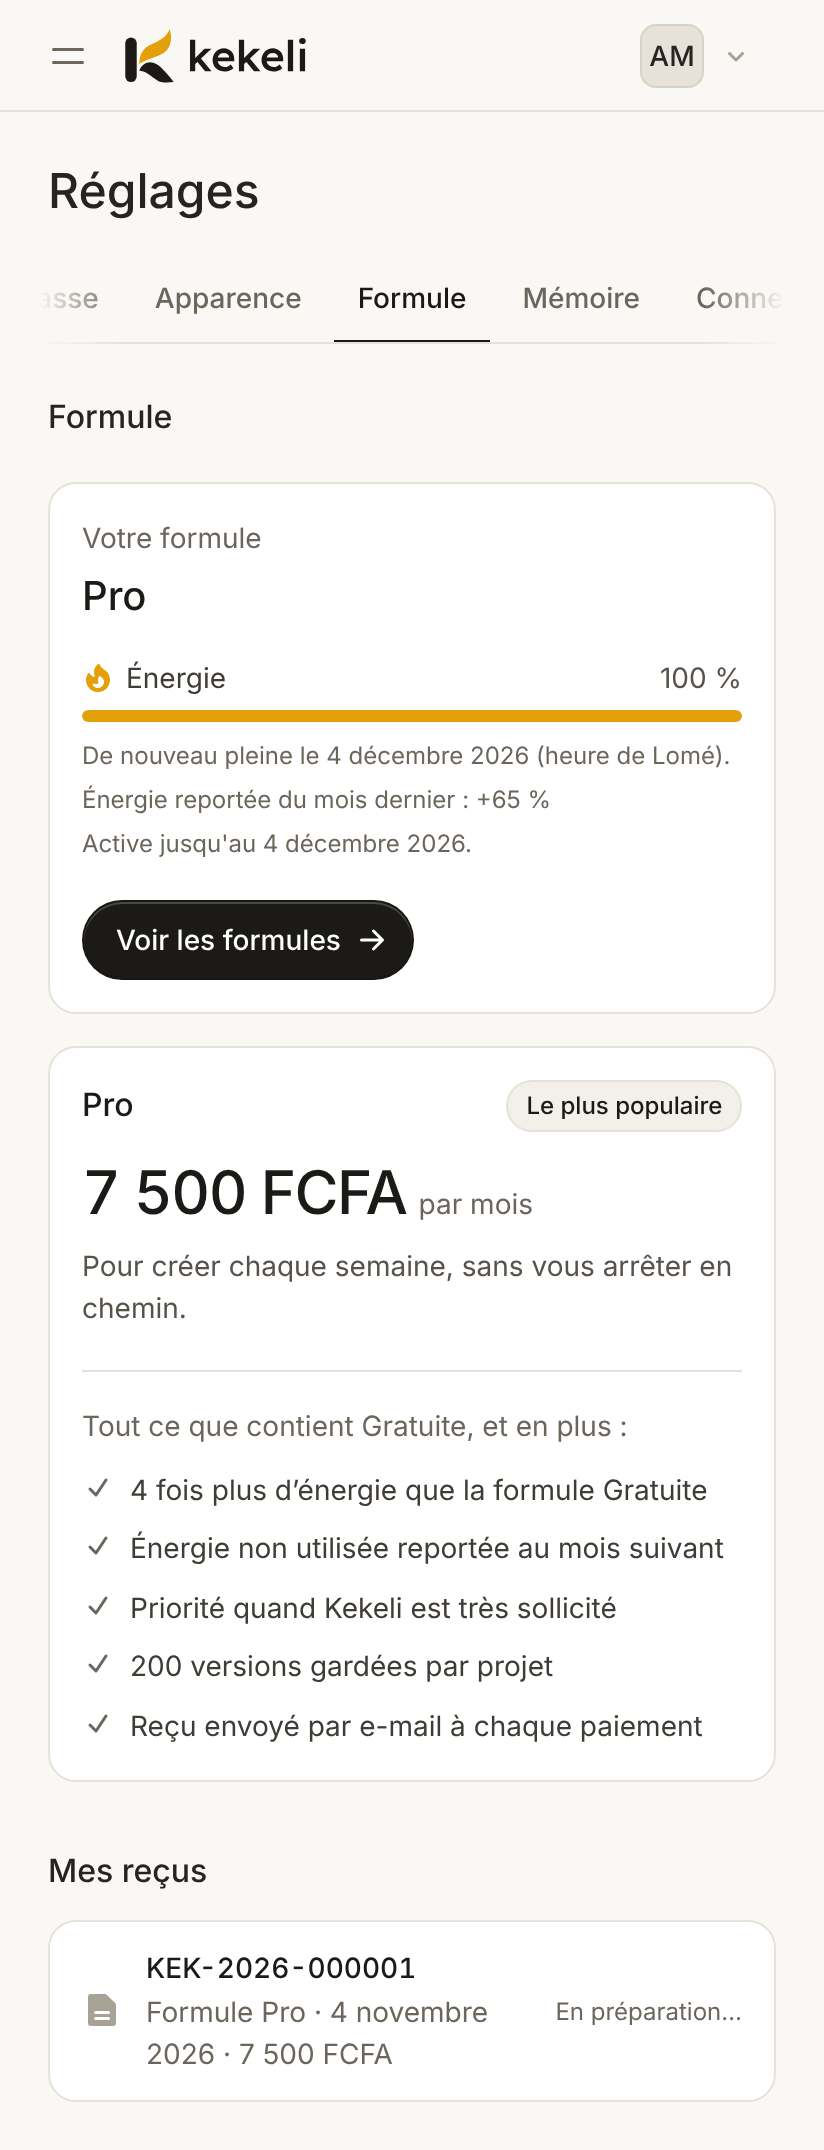 kekeli
AM
Réglages
Apparence
Formule
Mémoire
Formule
Votre formule
Pro
Énergie
100 %
De nouveau pleine le 4 décembre 2026 (heure de Lomé).
Énergie reportée du mois dernier : +65 %
Active jusqu'au 4 décembre 2026.
Voir les formules →
Pro
Le plus populaire
7 500 FCFA par mois
Pour créer chaque semaine, sans vous arrêter en
chemin.
Tout ce que contient Gratuite, et en plus :
4 fois plus d’énergie que la formule Gratuite
Énergie non utilisée reportée au mois suivant
Priorité quand Kekeli est très sollicité
200 versions gardées par projet
Reçu envoyé par e-mail à chaque paiement
Mes reçus
KEK-2026-000001
Formule Pro · 4 novembre
2026 · 7 500 FCFA
En préparation...